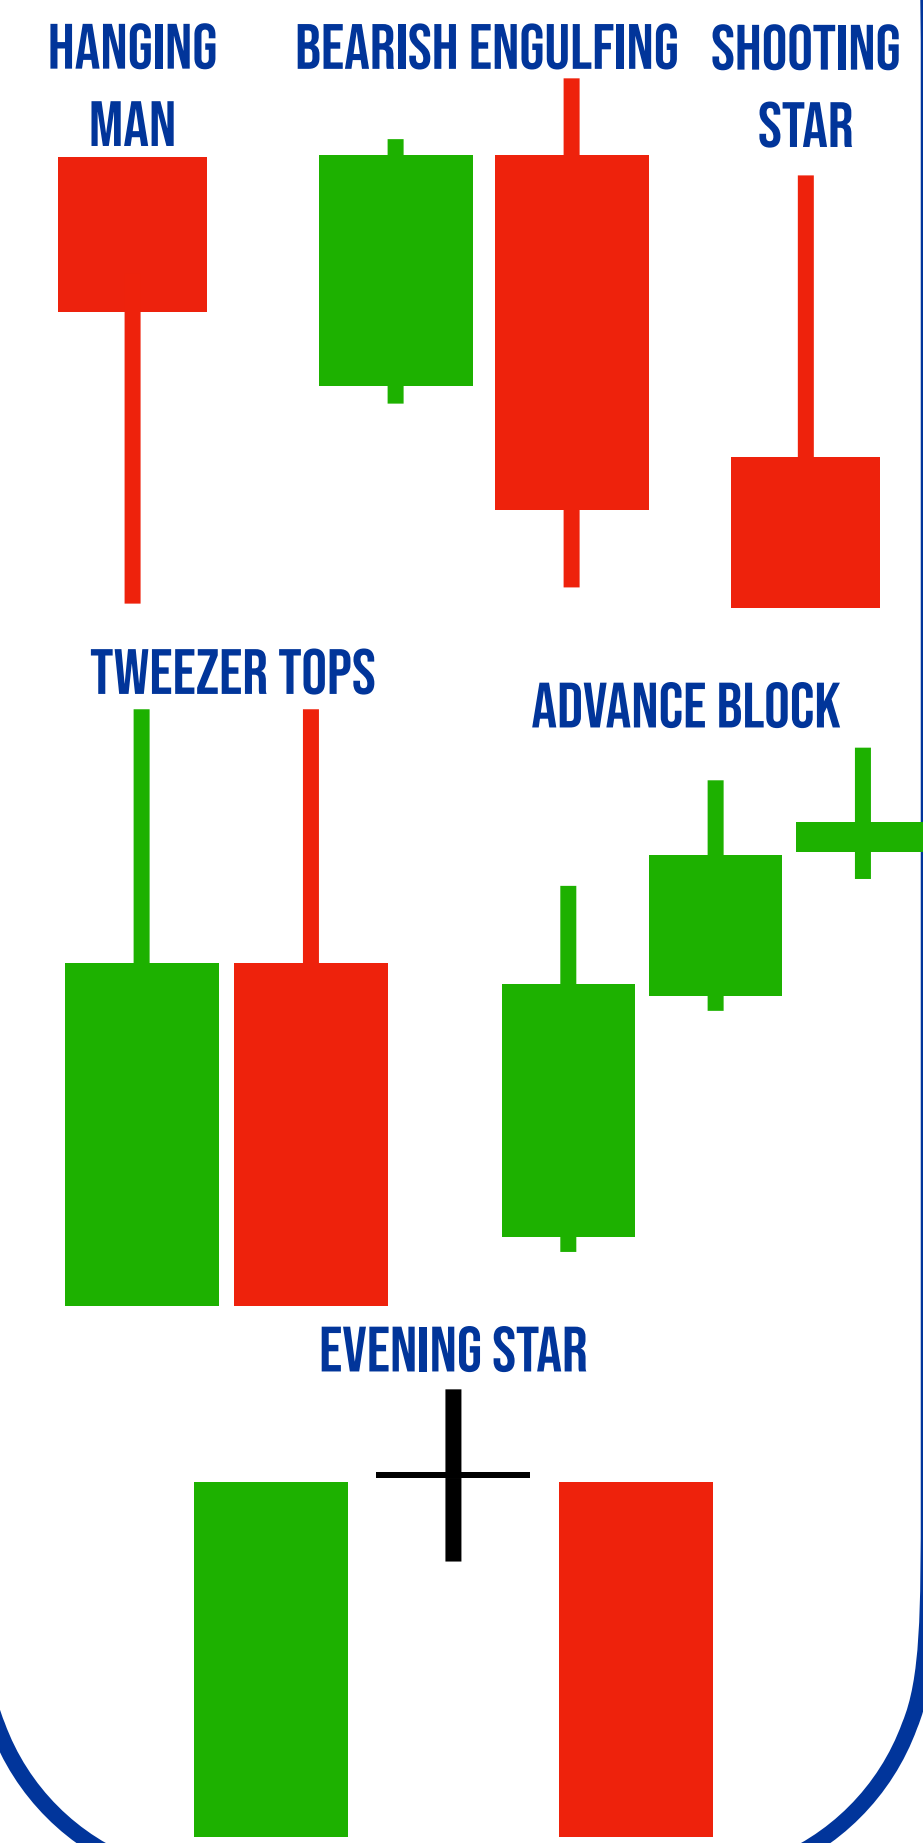 HANGING
MAN
BEARISH ENGULFING
SHOOTING
STAR
TWEEZER TOPS
ADVANCE BLOCK
EVENING STAR